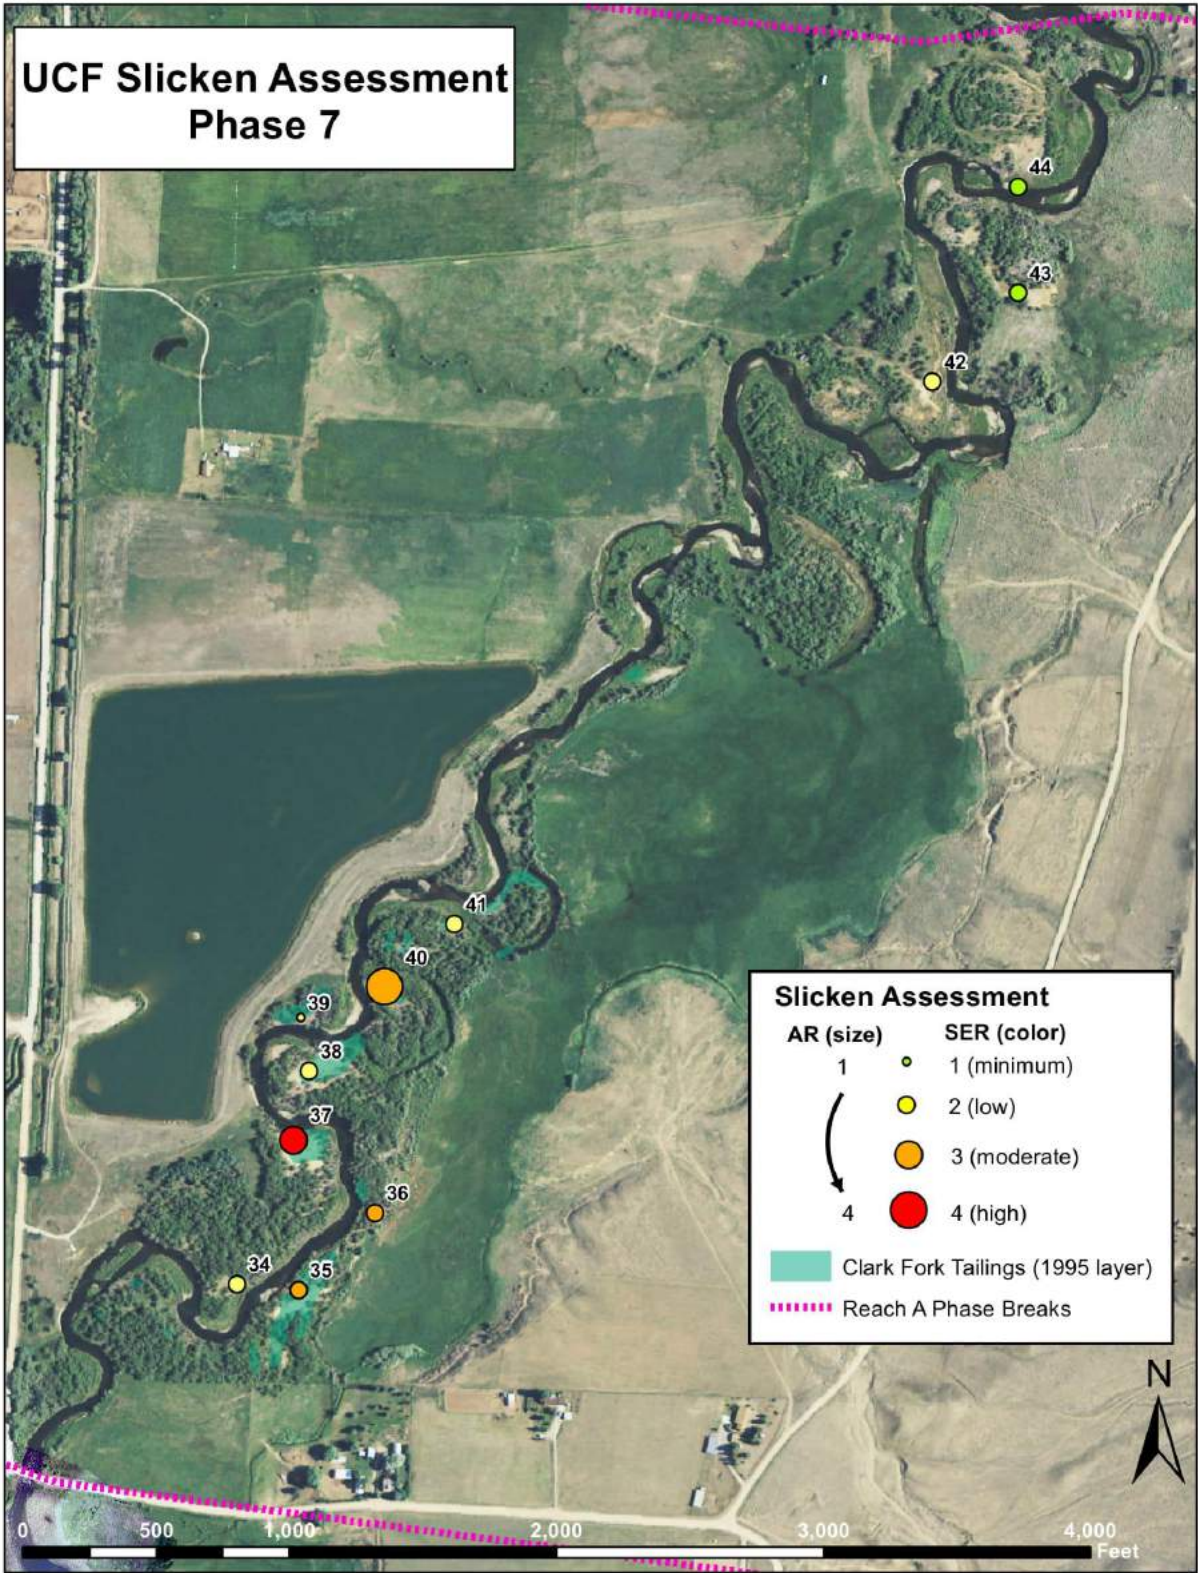 UCF Slicken Assessment
Phase 7
44
43
42
41
40
39
38
37
36
35
34
Slicken Assessment
AR (size) SER (color)
1 1 (minimum)
2 (low)
3 (moderate)
4 4 (high)
Clark Fork Tailings (1995 layer)
Reach A Phase Breaks
N
0 500 1,000 2,000 3,000 4,000
Feet